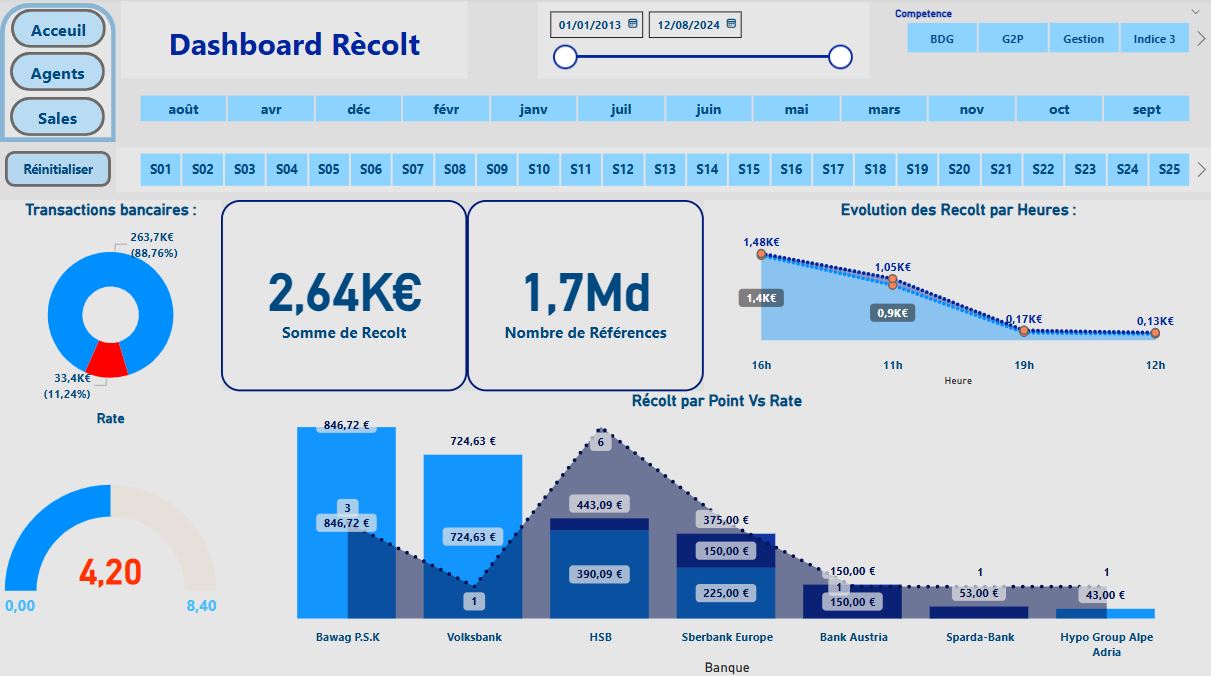 Acceuil
Agents
Sales
Réinitialiser
Dashboard Rècolt
01/01/2013 12/08/2024
Competence
BDG G2P Gestion Indice 3
août avr déc févr janv juil juin mai mars nov oct sept
S01 S02 S03 S04 S05 S06 S07 S08 S09 S10 S11 S12 S13 S14 S15 S16 S17 S18 S19 S20 S21 S22 S23 S24 S25
Transactions bancaires :
263,7K€
(88,76%)
33,4K€
(11,24%)
2,64K€
Somme de Recolt
1,7Md
Nombre de Références
Evolution des Recolt par Heures :
1,48K€
1,05K€
1,4K€
0,9K€
0,17K€
0,13K€
16h 11h 19h 12h
Heure
Rate
4,20
0,00 8,40
Récolt par Point Vs Rate
846,72 €
724,63 €
6
3
846,72 €
724,63 €
1
443,09 €
390,09 €
375,00 €
150,00 €
225,00 €
150,00 €
1
150,00 €
1
53,00 €
1
43,00 €
Bawag P.S.K Volksbank HSB Sberbank Europe Bank Austria Sparda-Bank Hypo Group Alpe
Adria
Banque